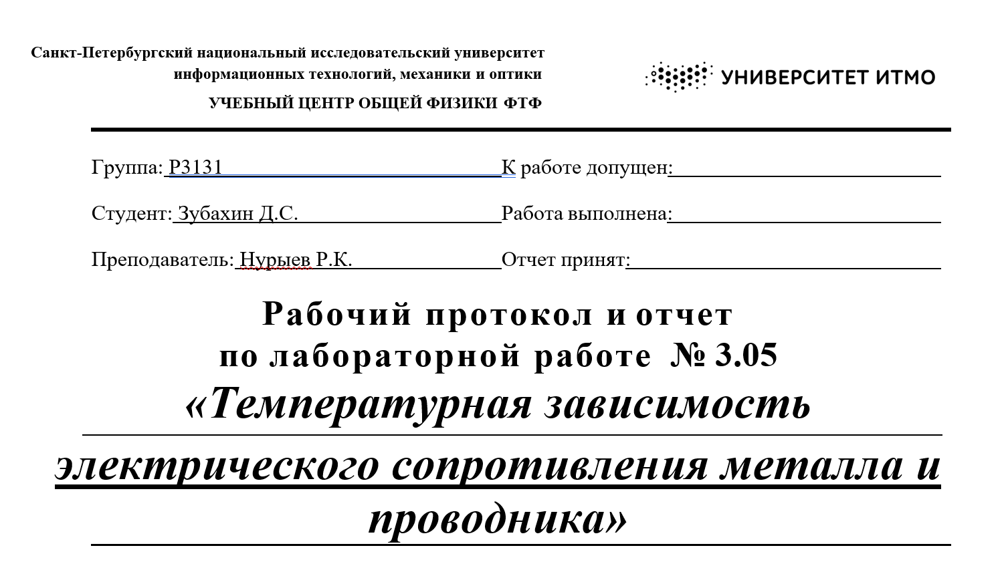 Санкт-Петербургский национальный исследовательский университет
информационных технологий, механики и оптики
УЧЕБНЫЙ ЦЕНТР ОБЩЕЙ ФИЗИКИ ФТФ
УНИВЕРСИТЕТ ИТМО
Группа: P3131 К работе допущен:
Студент: Зубахин Д.С. Работа выполнена:
Преподаватель: Нурыев Р.К. Отчет принят:
Рабочий протокол и отчет
по лабораторной работе № 3.05
«Температурная зависимость
электрического сопротивления металла и
проводника»